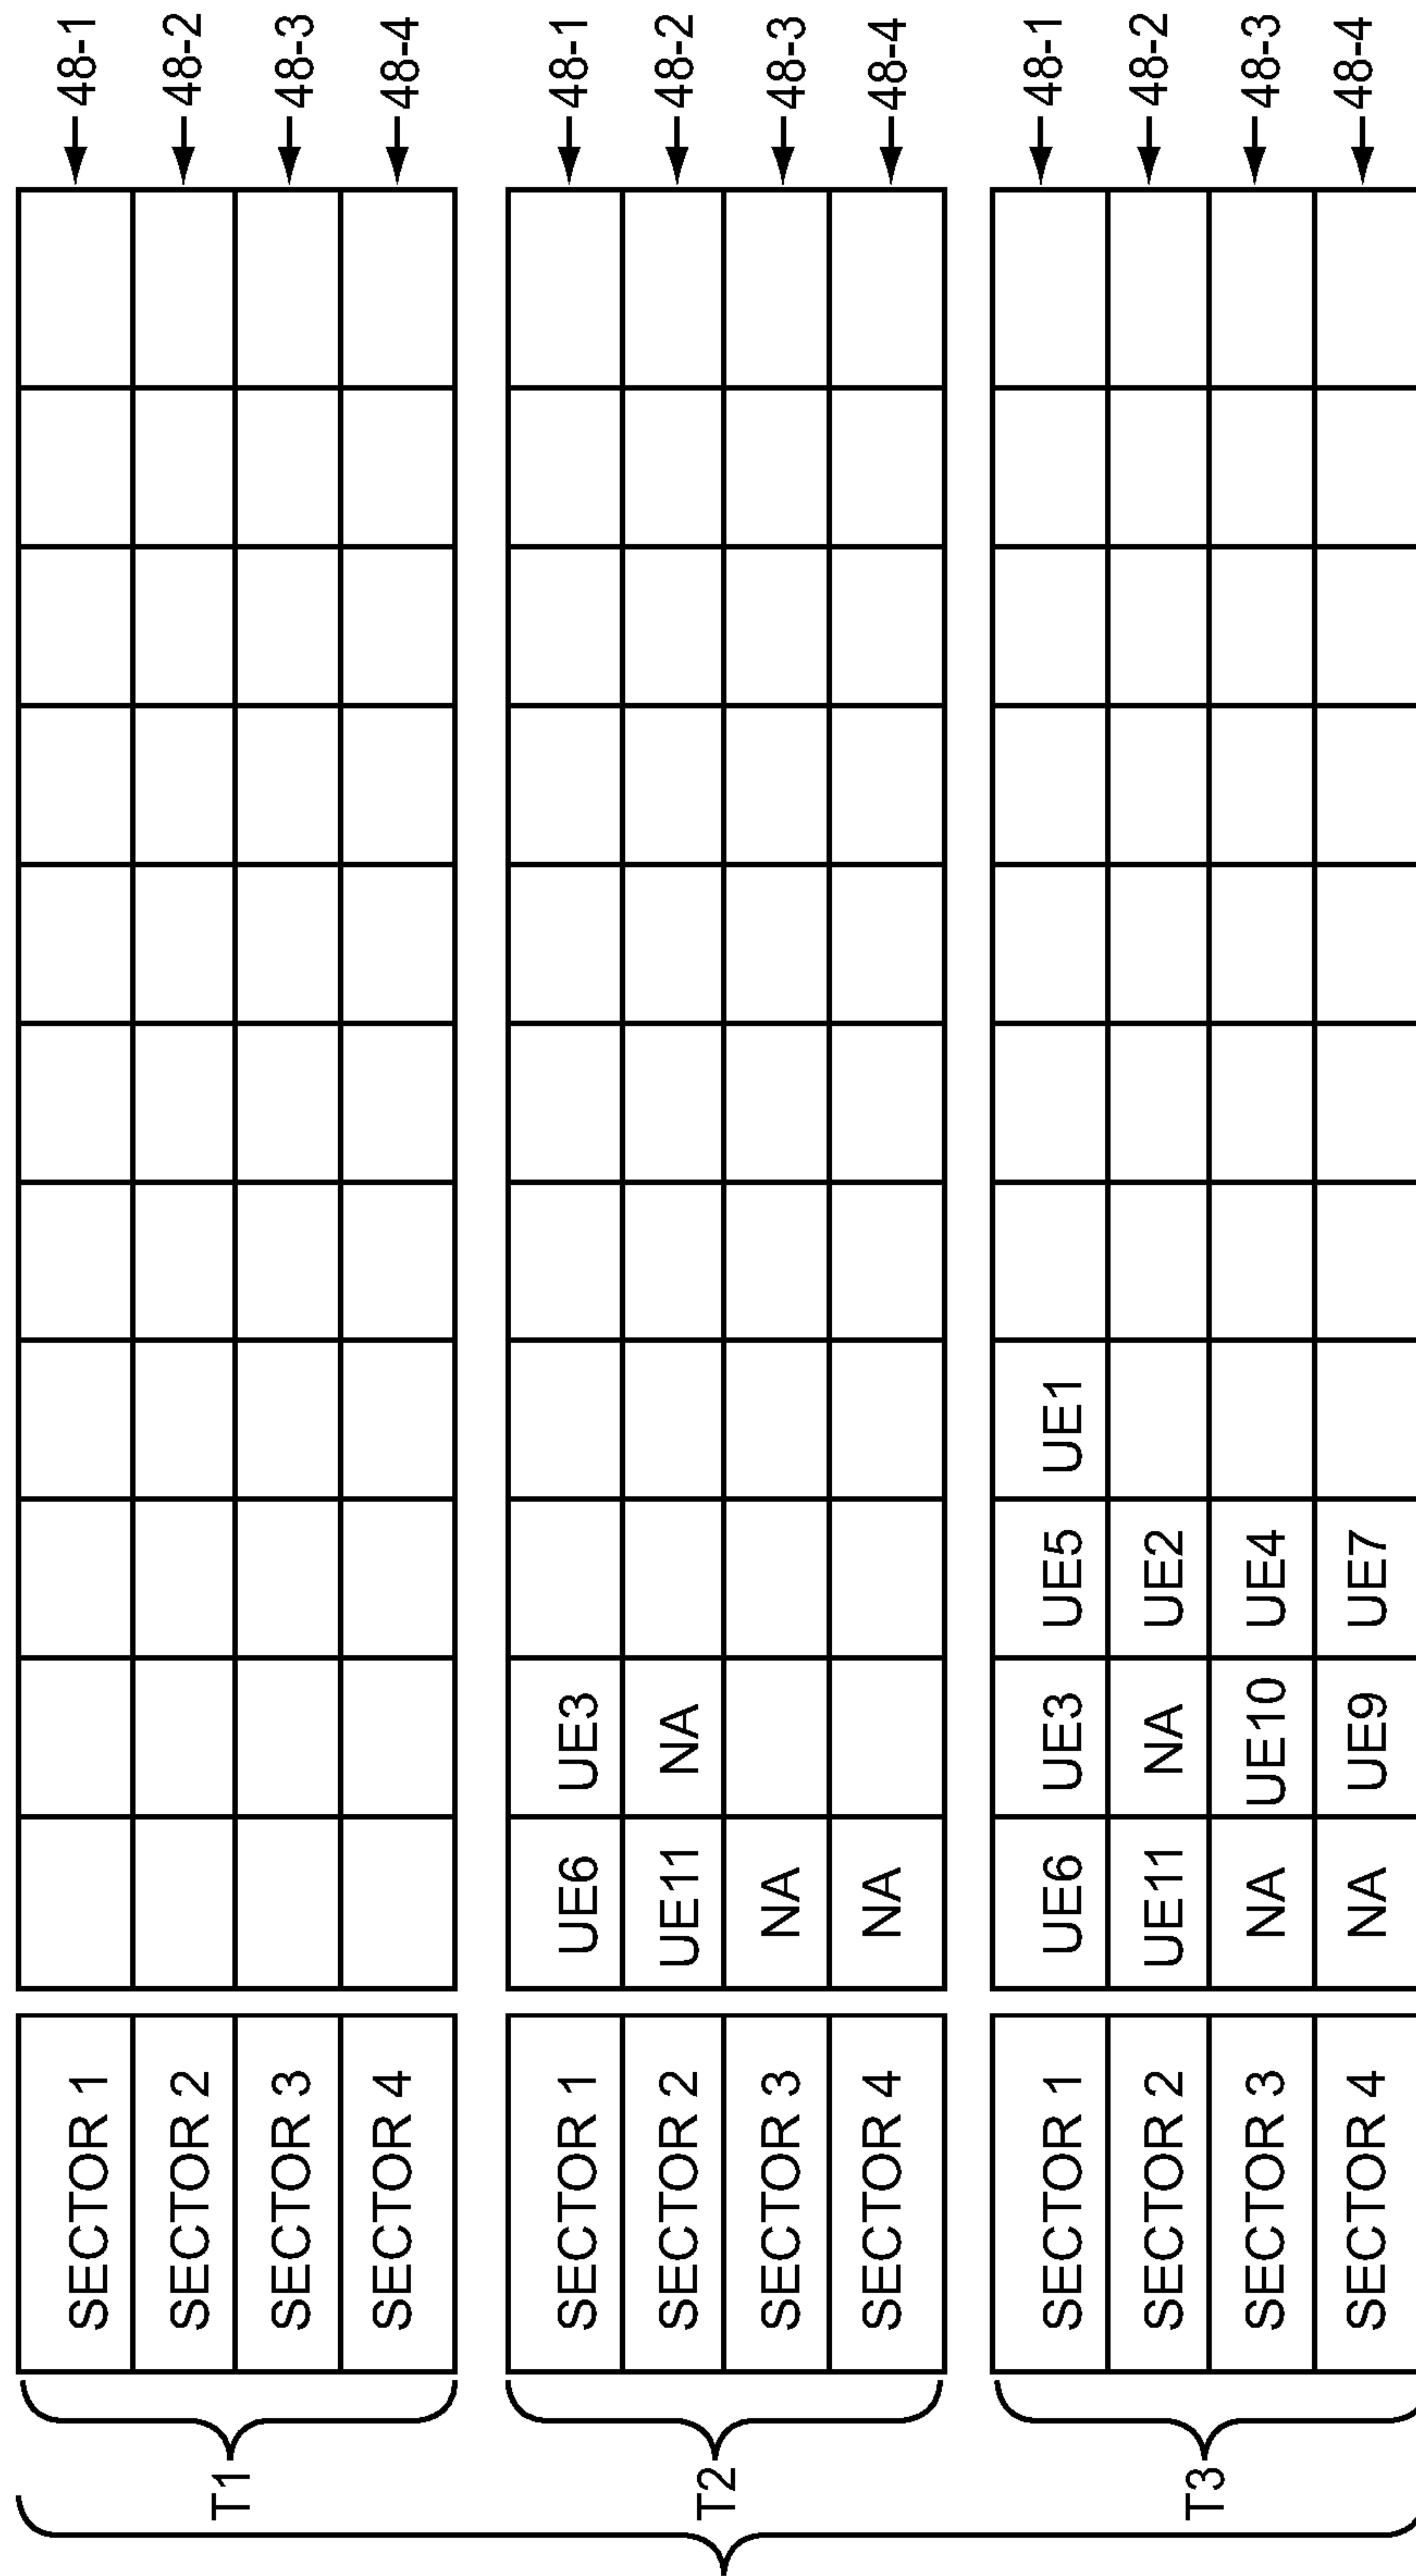 T1
SECTOR 1 48-1
SECTOR 2 48-2
SECTOR 3 48-3
SECTOR 4 48-4
T2
SECTOR 1 UE6 UE3 48-1
SECTOR 2 UE11 NA 48-2
SECTOR 3 NA 48-3
SECTOR 4 NA 48-4
T3
SECTOR 1 UE6 UE3 UE5 UE1 48-1
SECTOR 2 UE11 NA UE2 48-2
SECTOR 3 NA UE10 UE4 48-3
SECTOR 4 NA UE9 UE7 48-4